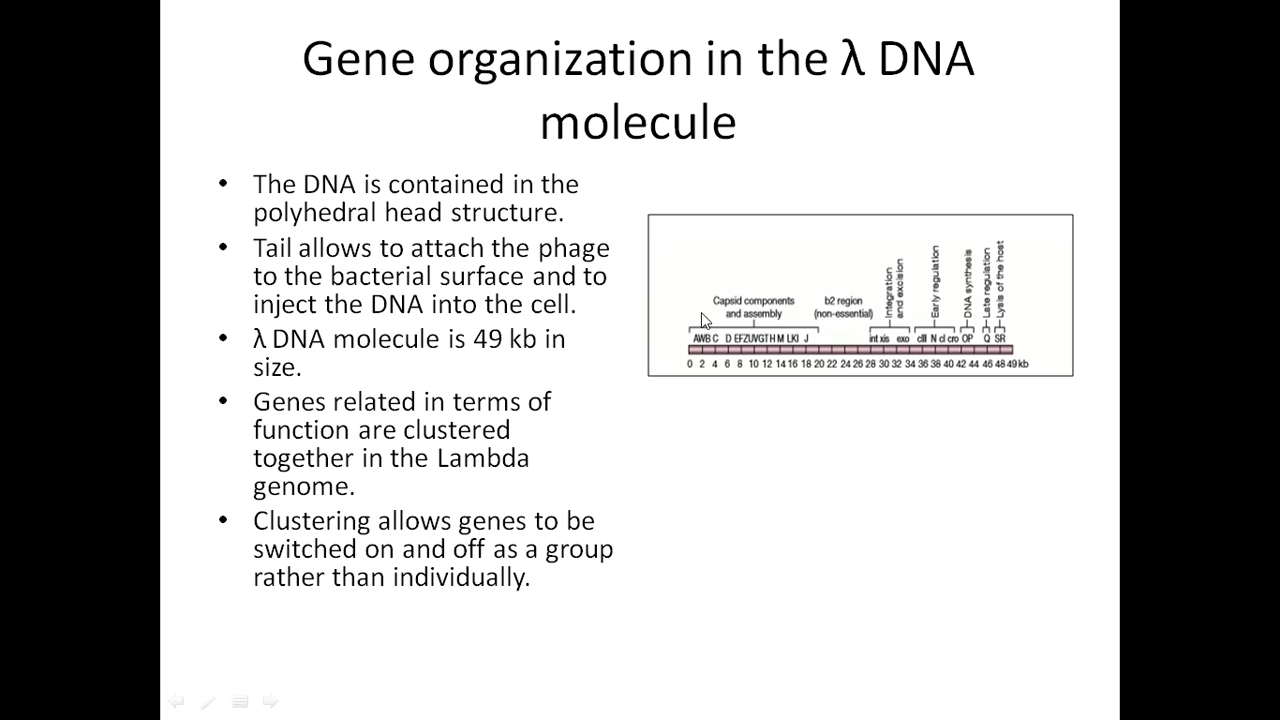 Gene organization in the λ DNA
molecule
• The DNA is contained in the
polyhedral head structure.
• Tail allows to attach the phage
to the bacterial surface and to
inject the DNA into the cell.
• λ DNA molecule is 49 kb in
size.
• Genes related in terms of
function are clustered
together in the Lambda
genome.
• Clustering allows genes to be
switched on and off as a group
rather than individually.
Capsid components
and assembly
b2 region
(non-essential)
Integration
and excision
Early regulation
DNA synthesis
Late regulation
Lysis of the host
AWB C D EFZUVGTH M LKI J int xis exo cIII N cI cro OP Q SR
0 2 4 6 8 10 12 14 16 18 20 22 24 26 28 30 32 34 36 38 40 42 44 46 48 49 kb